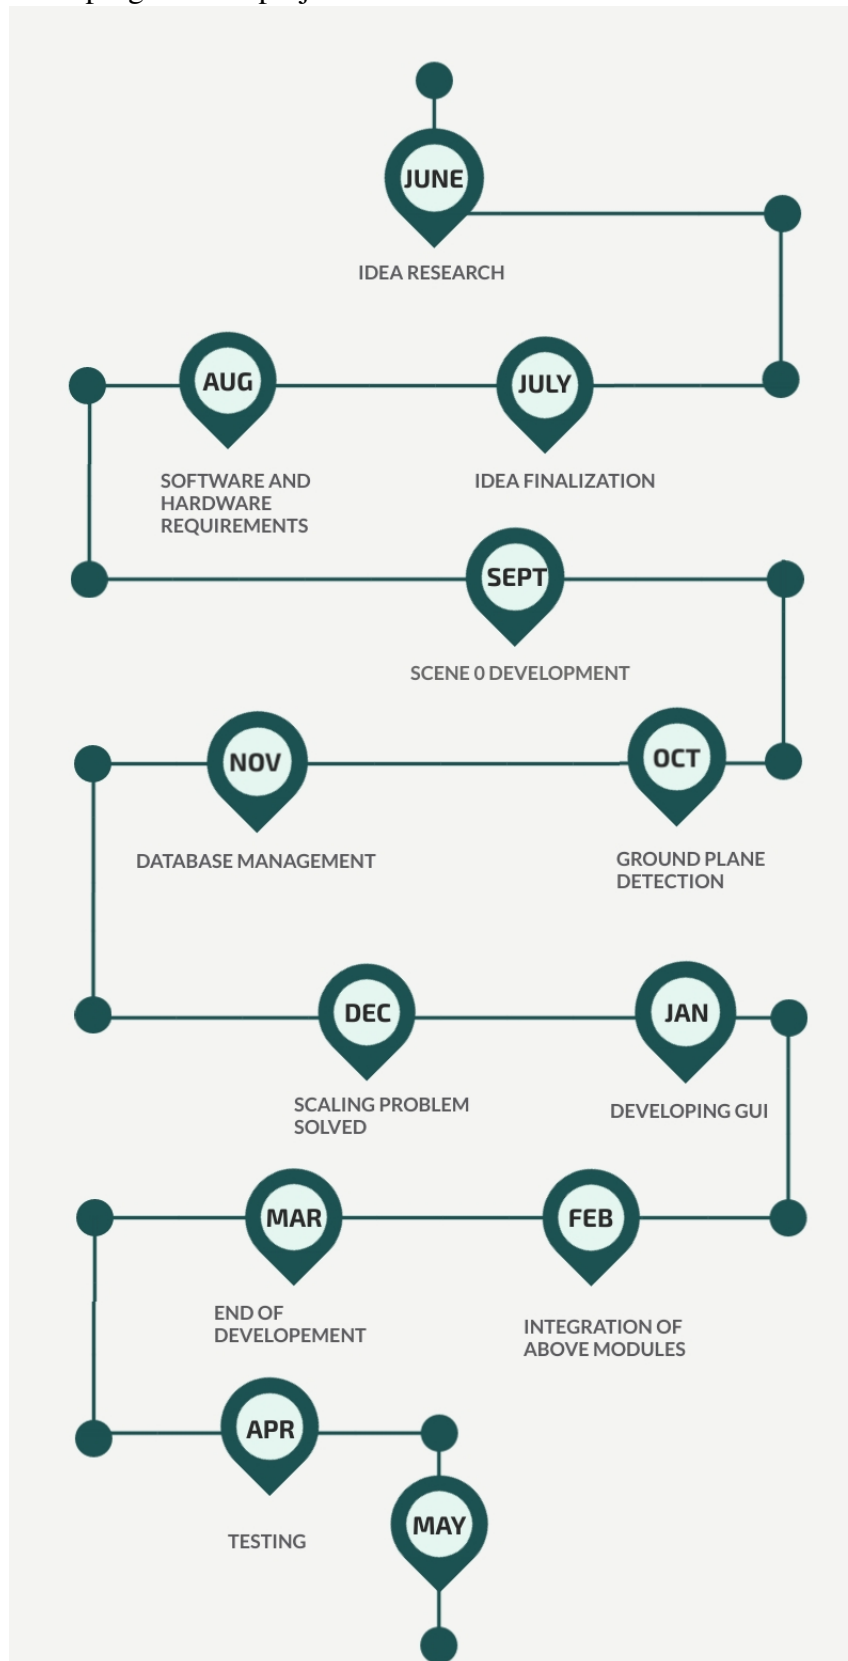 JUNE
IDEA RESEARCH
JULY
IDEA FINALIZATION
AUG
SOFTWARE AND
HARDWARE
REQUIREMENTS
SEPT
SCENE 0 DEVELOPMENT
OCT
GROUND PLANE
DETECTION
NOV
DATABASE MANAGEMENT
DEC
SCALING PROBLEM
SOLVED
JAN
DEVELOPING GUI
FEB
INTEGRATION OF
ABOVE MODULES
MAR
END OF
DEVELOPEMENT
APR
TESTING
MAY